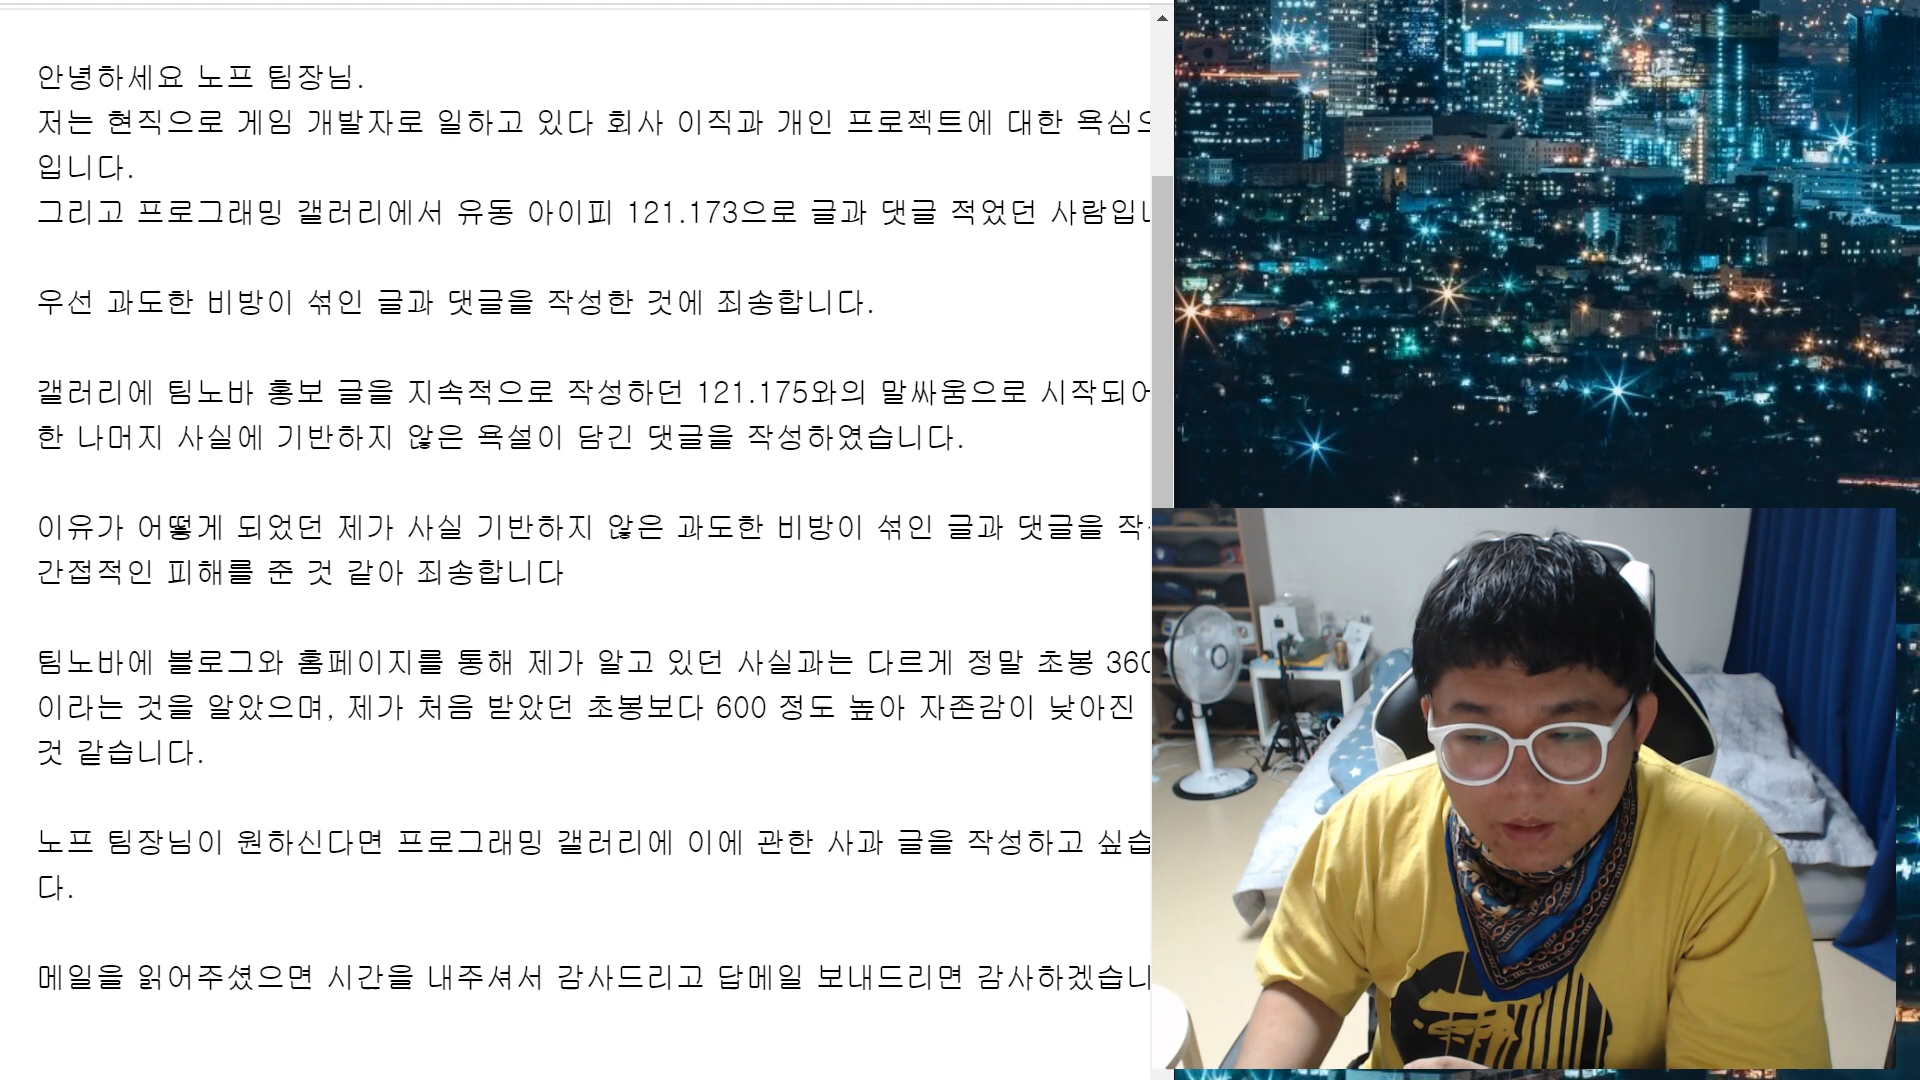 안녕하세요 노프 팀장님.
저는 현직으로 게임 개발자로 일하고 있다 회사 이직과 개인 프로젝트에 대한 욕심으
입니다.
그리고 프로그래밍 갤러리에서 유동 아이피 121.173으로 글과 댓글 적었던 사람입니
우선 과도한 비방이 섞인 글과 댓글을 작성한 것에 죄송합니다.
갤러리에 팀노바 홍보 글을 지속적으로 작성하던 121.175와의 말싸움으로 시작되어
한 나머지 사실에 기반하지 않은 욕설이 담긴 댓글을 작성하였습니다.
이유가 어떻게 되었던 제가 사실 기반하지 않은 과도한 비방이 섞인 글과 댓글을 작
간접적인 피해를 준 것 같아 죄송합니다
팀노바에 블로그와 홈페이지를 통해 제가 알고 있던 사실과는 다르게 정말 초봉 360
이라는 것을 알았으며, 제가 처음 받았던 초봉보다 600 정도 높아 자존감이 낮아진
것 같습니다.
노프 팀장님이 원하신다면 프로그래밍 갤러리에 이에 관한 사과 글을 작성하고 싶습
다.
메일을 읽어주셨으면 시간을 내주셔서 감사드리고 답메일 보내드리면 감사하겠습니